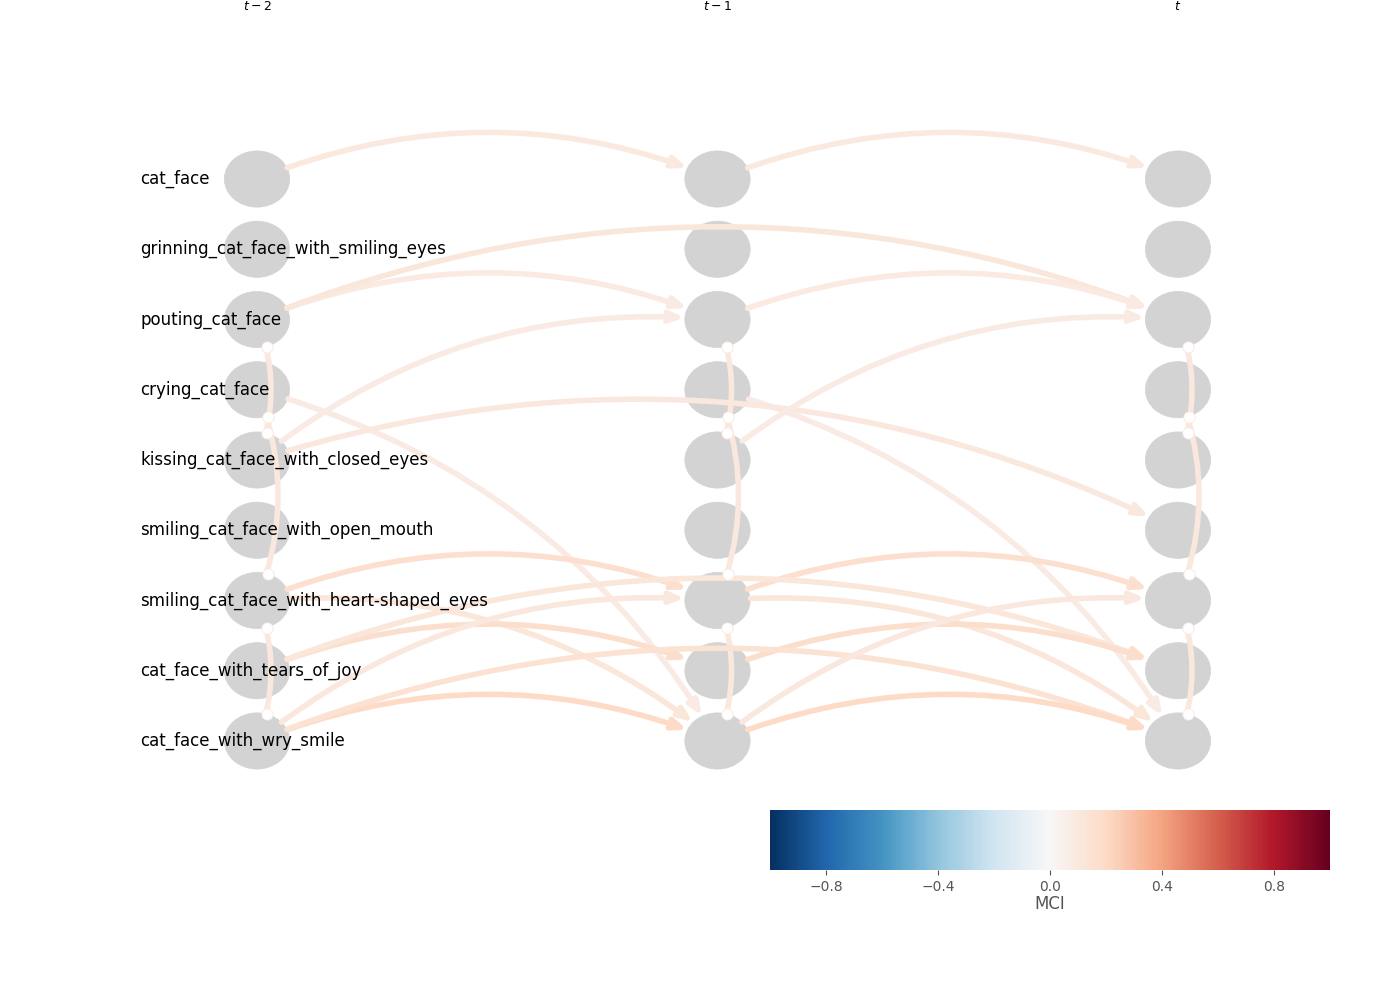 t − 2 t − 1 t
cat_face
grinning_cat_face_with_smiling_eyes
pouting_cat_face
crying_cat_face
kissing_cat_face_with_closed_eyes
smiling_cat_face_with_open_mouth
smiling_cat_face_with_heart-shaped_eyes
cat_face_with_tears_of_joy
cat_face_with_wry_smile
−0.8 −0.4 0.0 0.4 0.8
MCI